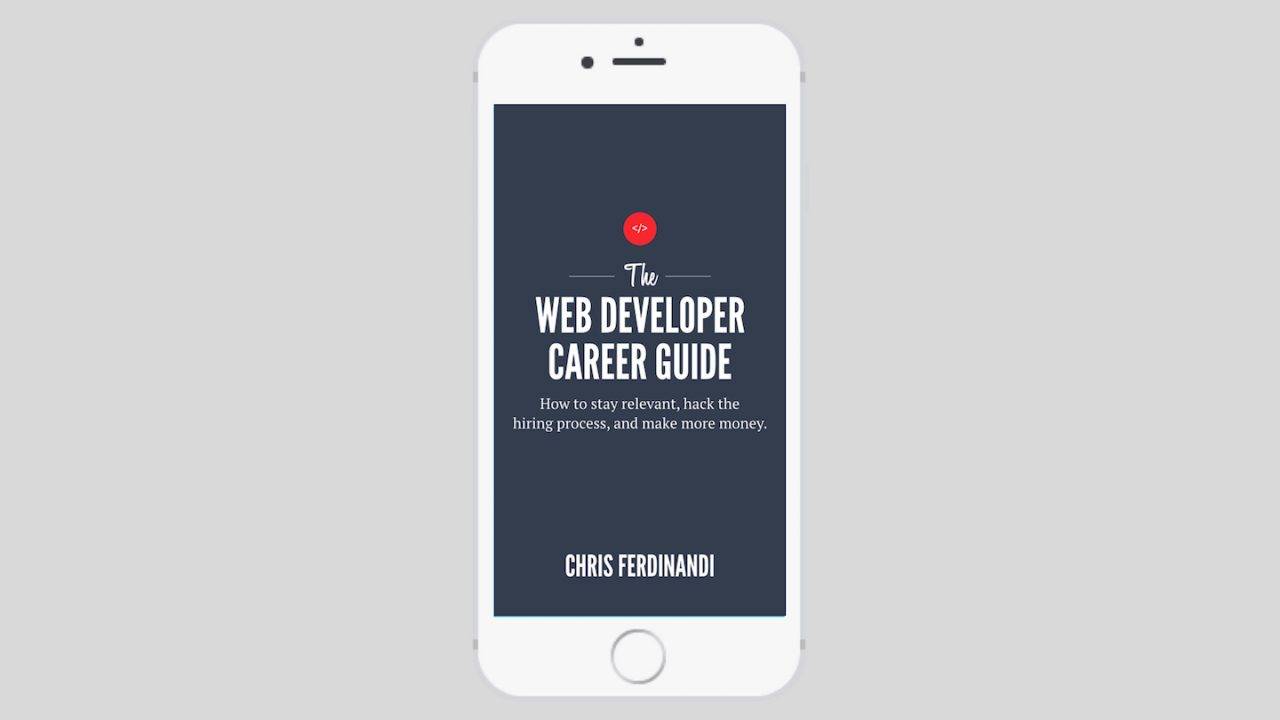 </>
The
WEB DEVELOPER
CAREER GUIDE
How to stay relevant, hack the
hiring process, and make more money.
CHRIS FERDINANDI